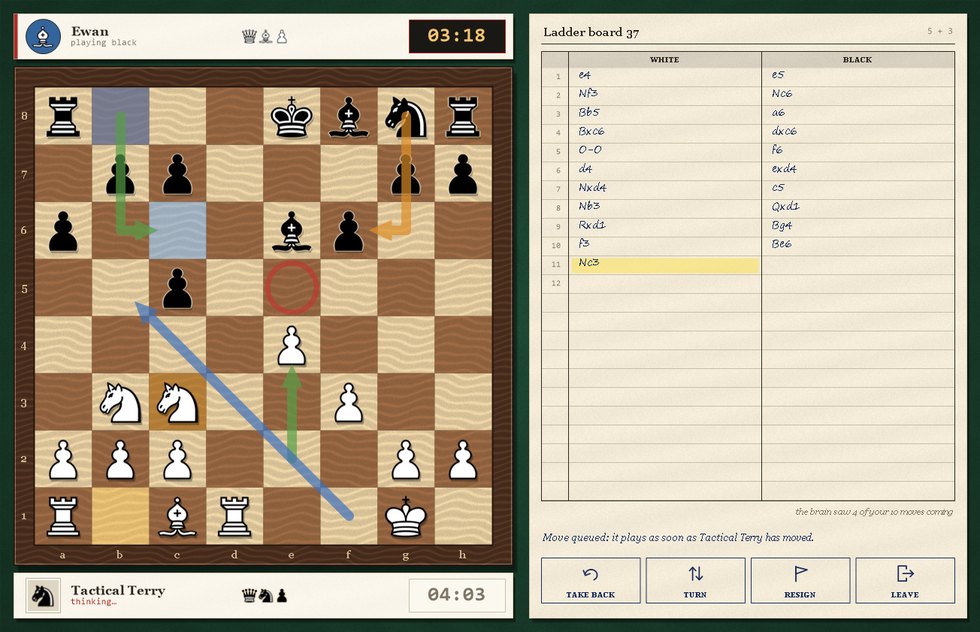 Ewan
playing black
03:18
8
7
6
5
4
3
2
1
a b c d e f g h
Tactical Terry
thinking…
04:03
Ladder board 37
5 + 3
WHITE BLACK
1 e4 e5
2 Nf3 Nc6
3 Bb5 a6
4 Bxc6 dxc6
5 O-O f6
6 d4 exd4
7 Nxd4 c5
8 Nb3 Qxd1
9 Rxd1 Bg4
10 f3 Be6
11 Nc3
12
the brain saw 4 of your 10 moves coming
Move queued: it plays as soon as Tactical Terry has moved.
TAKE BACK TURN RESIGN LEAVE